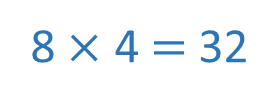 8 × 4 = 32